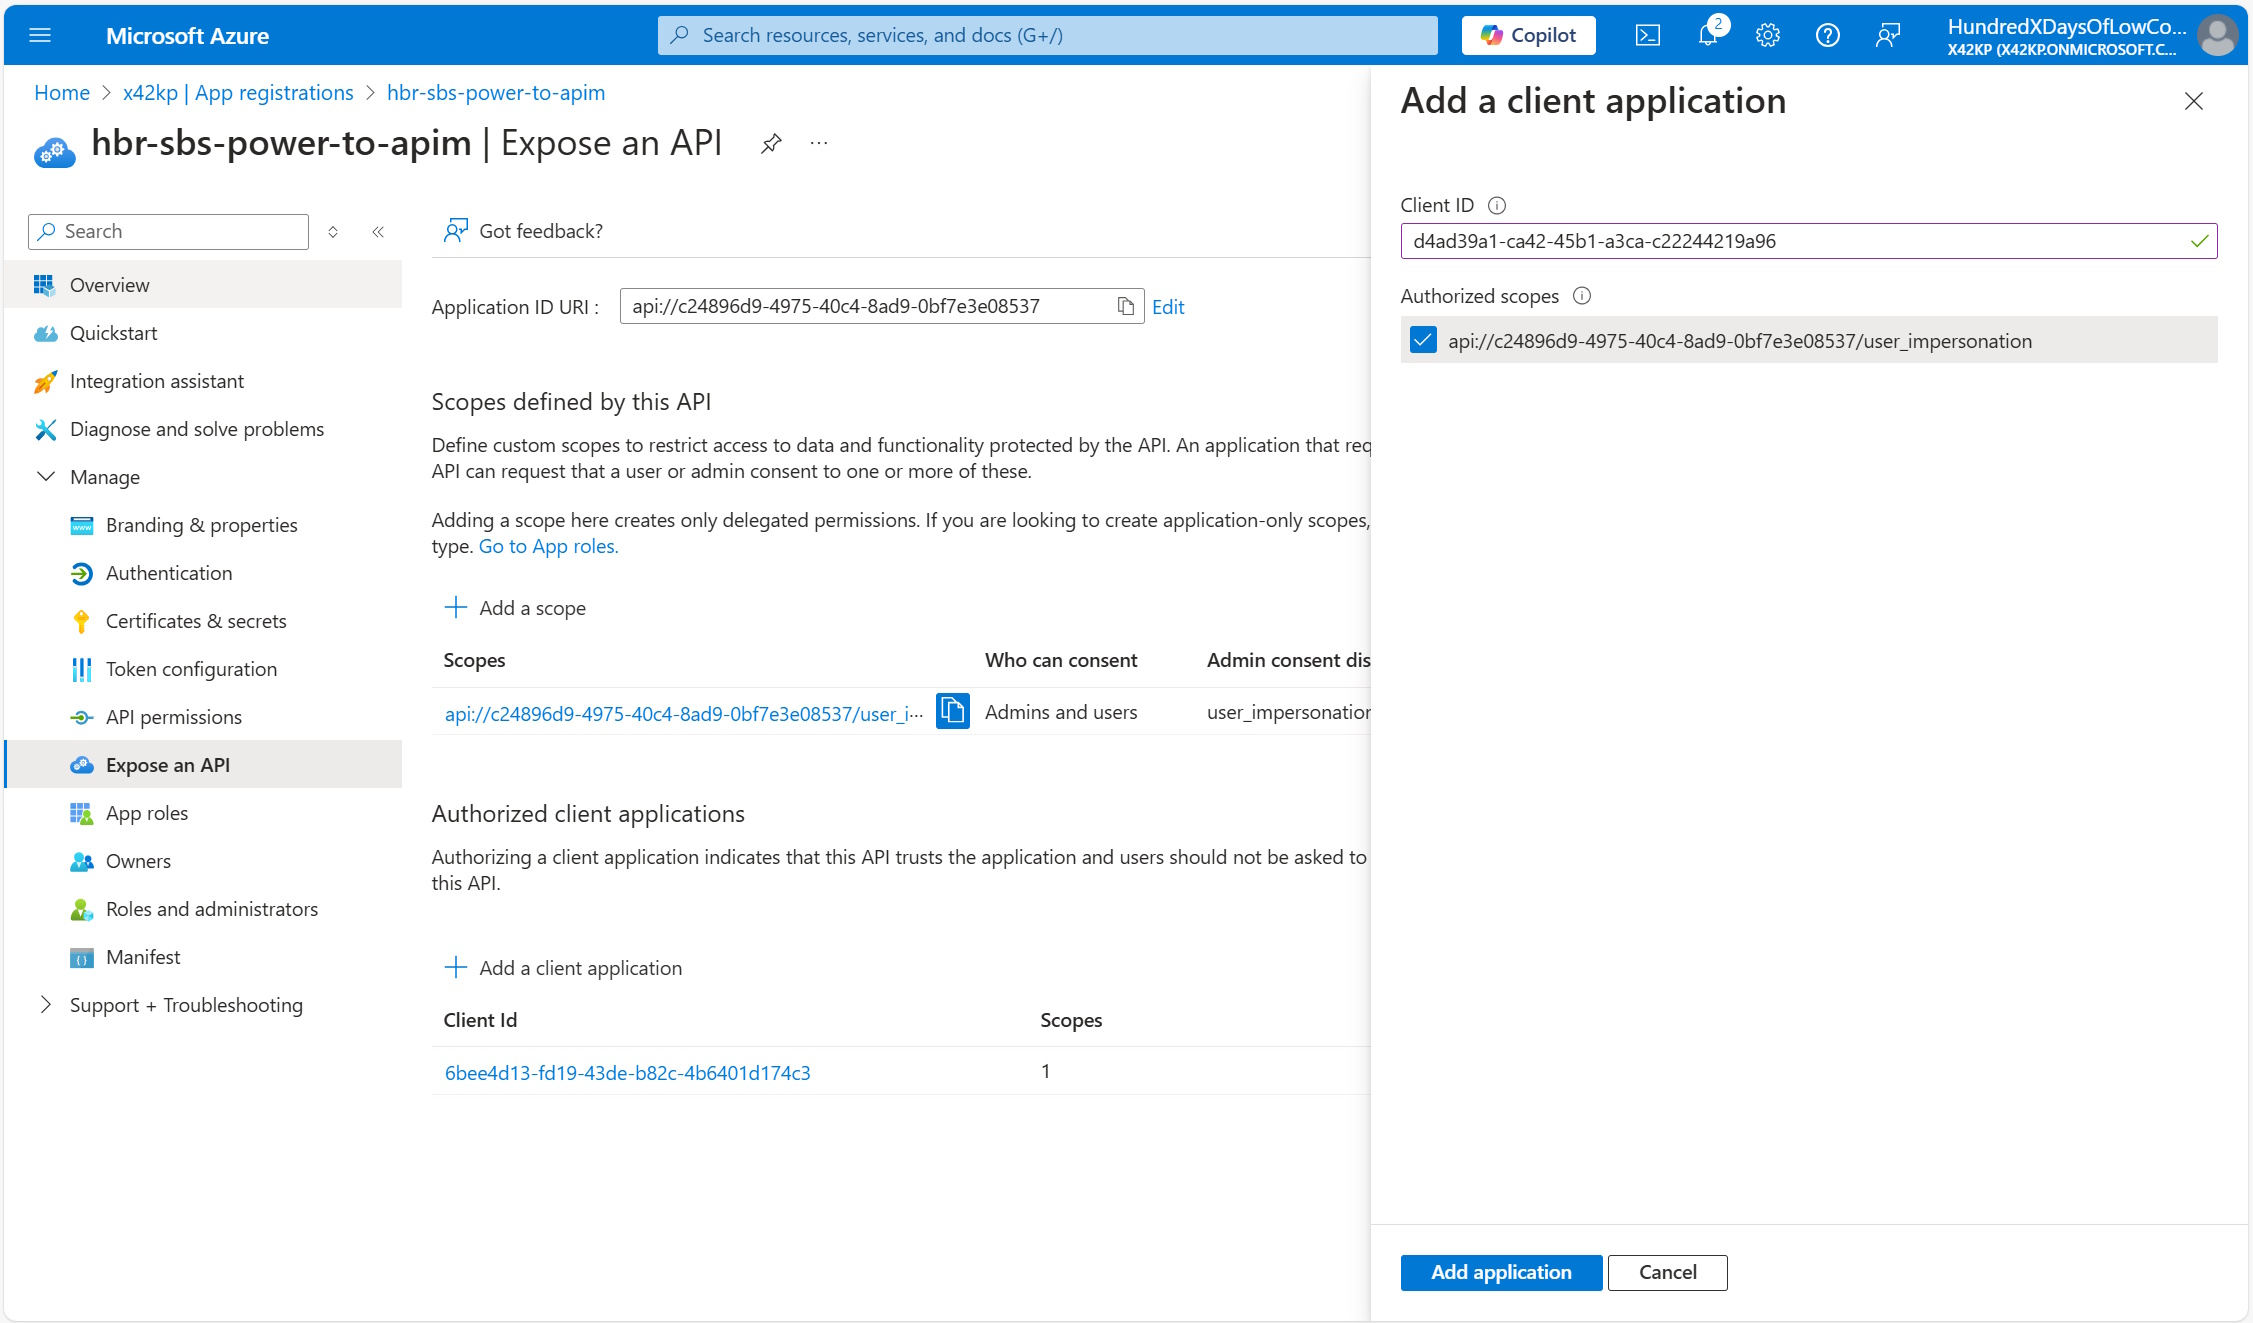 Microsoft Azure
Search resources, services, and docs (G+/)
Copilot
2
HundredXDaysOfLowCo...
X42KP (X42KP.ONMICROSOFT.C...
Home > x42kp | App registrations > hbr-sbs-power-to-apim
hbr-sbs-power-to-apim | Expose an API
...
Search
Overview
Quickstart
Integration assistant
Diagnose and solve problems
Manage
Branding & properties
Authentication
Certificates & secrets
Token configuration
API permissions
Expose an API
App roles
Owners
Roles and administrators
Manifest
Support + Troubleshooting
Got feedback?
Application ID URI :
api://c24896d9-4975-40c4-8ad9-0bf7e3e08537
Edit
Scopes defined by this API
Define custom scopes to restrict access to data and functionality protected by the API. An application that req
API can request that a user or admin consent to one or more of these.
Adding a scope here creates only delegated permissions. If you are looking to create application-only scopes,
type. Go to App roles.
Add a scope
Scopes Who can consent Admin consent dis
api://c24896d9-4975-40c4-8ad9-0bf7e3e08537/user_i... Admins and users user_impersonation
Authorized client applications
Authorizing a client application indicates that this API trusts the application and users should not be asked to
this API.
Add a client application
Client Id Scopes
6bee4d13-fd19-43de-b82c-4b6401d174c3 1
Add a client application
Client ID
d4ad39a1-ca42-45b1-a3ca-c22244219a96
Authorized scopes
api://c24896d9-4975-40c4-8ad9-0bf7e3e08537/user_impersonation
Add application
Cancel